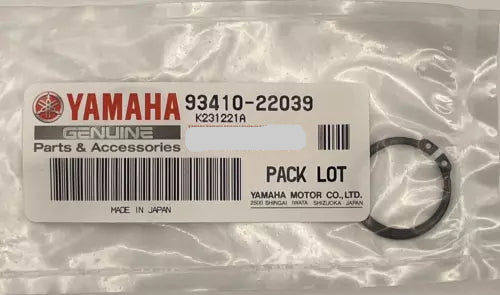 YAMAHA 93410-22039
K231221A
GENUINE
Parts & Accessories
PACK LOT
YAMAHA MOTOR CO.,LTD.
2500 SHINGAI IWATA SHIZUOKA JAPAN
MADE IN JAPAN